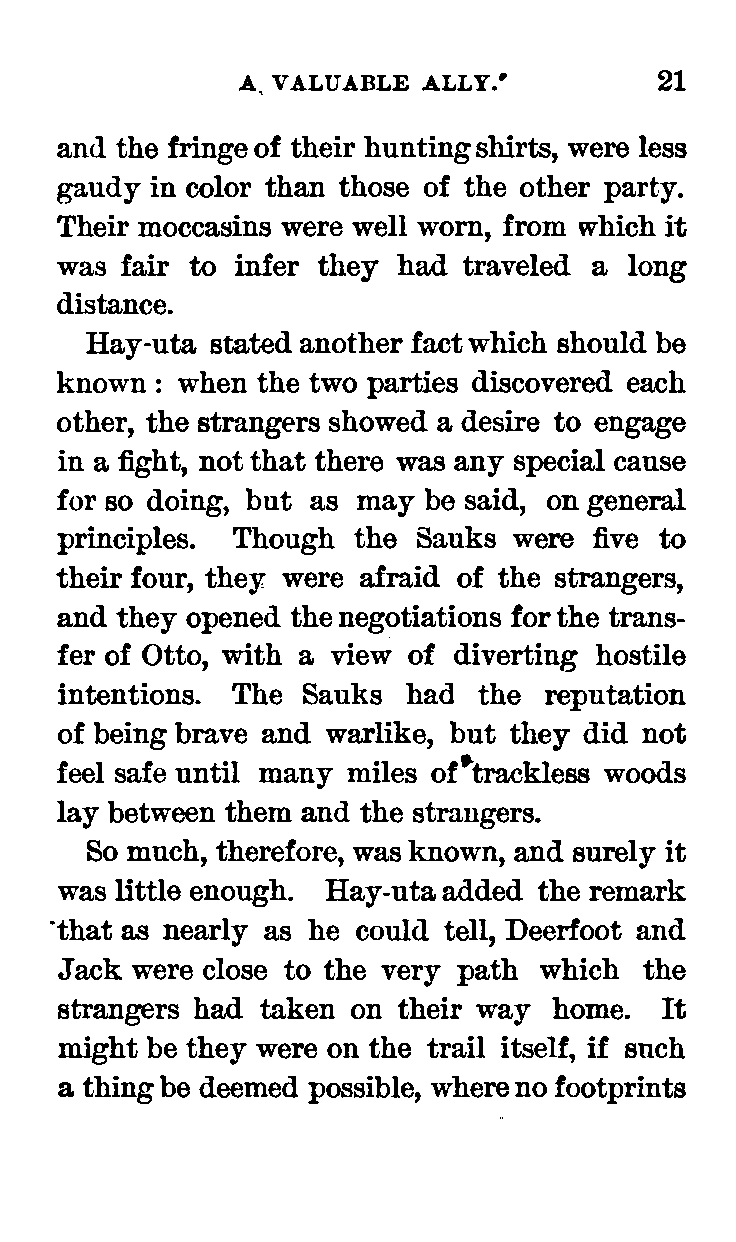 A VALUABLE ALLY. 21
and the fringe of their hunting shirts, were less
gaudy in color than those of the other party.
Their moccasins were well worn, from which it
was fair to infer they had traveled a long
distance.
Hay-uta stated another fact which should be
known : when the two parties discovered each
other, the strangers showed a desire to engage
in a fight, not that there was any special cause
for so doing, but as may be said, on general
principles. Though the Sauks were five to
their four, they were afraid of the strangers,
and they opened the negotiations for the trans-
fer of Otto, with a view of diverting hostile
intentions. The Sauks had the reputation
of being brave and warlike, but they did not
feel safe until many miles of trackless woods
lay between them and the strangers.
So much, therefore, was known, and surely it
was little enough. Hay-uta added the remark
that as nearly as he could tell, Deerfoot and
Jack were close to the very path which the
strangers had taken on their way home. It
might be they were on the trail itself, if such
a thing be deemed possible, where no footprints